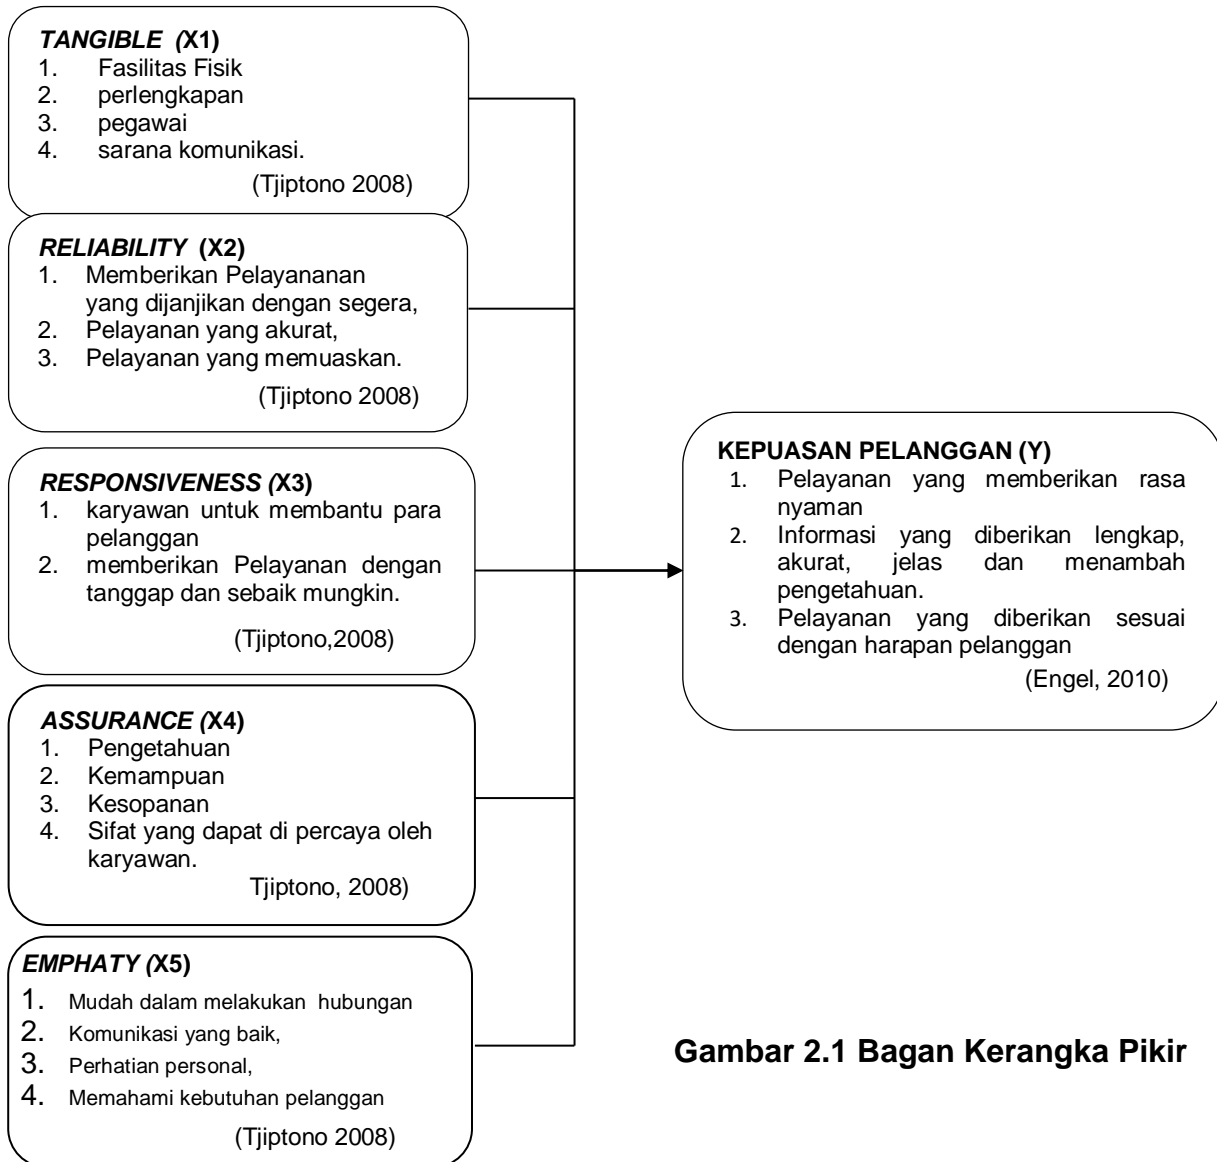 TANGIBLE (X1)
1. Fasilitas Fisik
2. perlengkapan
3. pegawai
4. sarana komunikasi.
(Tjiptono 2008)
RELIABILITY (X2)
1. Memberikan Pelayananan
yang dijanjikan dengan segera,
2. Pelayanan yang akurat,
3. Pelayanan yang memuaskan.
(Tjiptono 2008)
RESPONSIVENESS (X3)
1. karyawan untuk membantu para
pelanggan
2. memberikan Pelayanan dengan
tanggap dan sebaik mungkin.
(Tjiptono,2008)
ASSURANCE (X4)
1. Pengetahuan
2. Kemampuan
3. Kesopanan
4. Sifat yang dapat di percaya oleh
karyawan.
Tjiptono, 2008)
EMPHATY (X5)
1. Mudah dalam melakukan hubungan
2. Komunikasi yang baik,
3. Perhatian personal,
4. Memahami kebutuhan pelanggan
(Tjiptono 2008)
KEPUASAN PELANGGAN (Y)
1. Pelayanan yang memberikan rasa
nyaman
2. Informasi yang diberikan lengkap,
akurat, jelas dan menambah
pengetahuan.
3. Pelayanan yang diberikan sesuai
dengan harapan pelanggan
(Engel, 2010)
Gambar 2.1 Bagan Kerangka Pikir